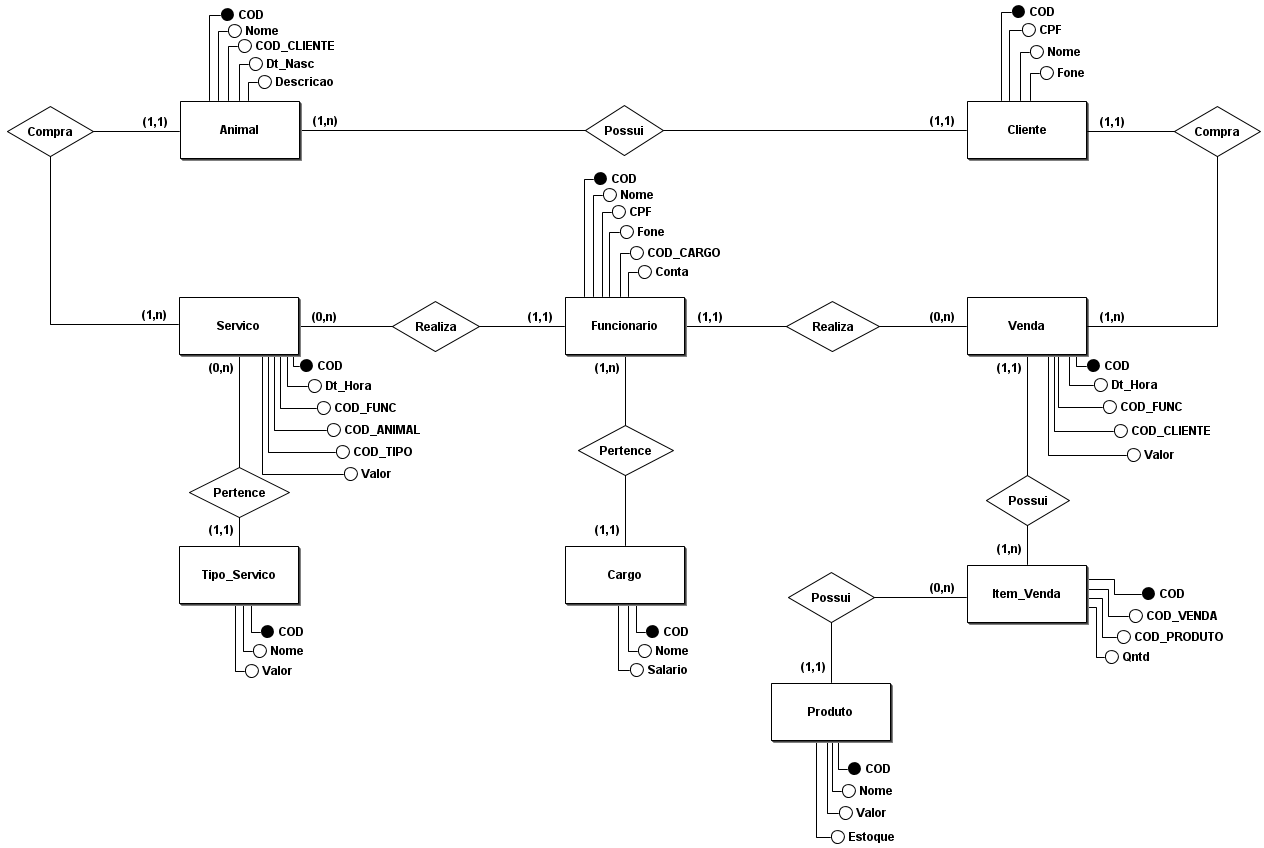 COD
Nome
COD_CLIENTE
Dt_Nasc
Descricao
COD
CPF
Nome
Fone
Compra
(1,1)
Animal
(1,n)
Possui
(1,1)
Cliente
(1,1)
Compra
COD
Nome
CPF
Fone
COD_CARGO
Conta
(1,n)
Servico
(0,n)
Realiza
(1,1)
Funcionario
(1,1)
Realiza
(0,n)
Venda
(1,n)
(0,n)
COD
Dt_Hora
COD_FUNC
COD_ANIMAL
COD_TIPO
Valor
(1,n)
(1,1)
COD
Dt_Hora
COD_FUNC
COD_CLIENTE
Valor
Pertence
Pertence
Possui
(1,1)
(1,1)
(1,n)
Tipo_Servico
Cargo
Possui
(0,n)
Item_Venda
COD
COD_VENDA
COD_PRODUTO
Qntd
COD
Nome
Valor
COD
Nome
Salario
(1,1)
Produto
COD
Nome
Valor
Estoque